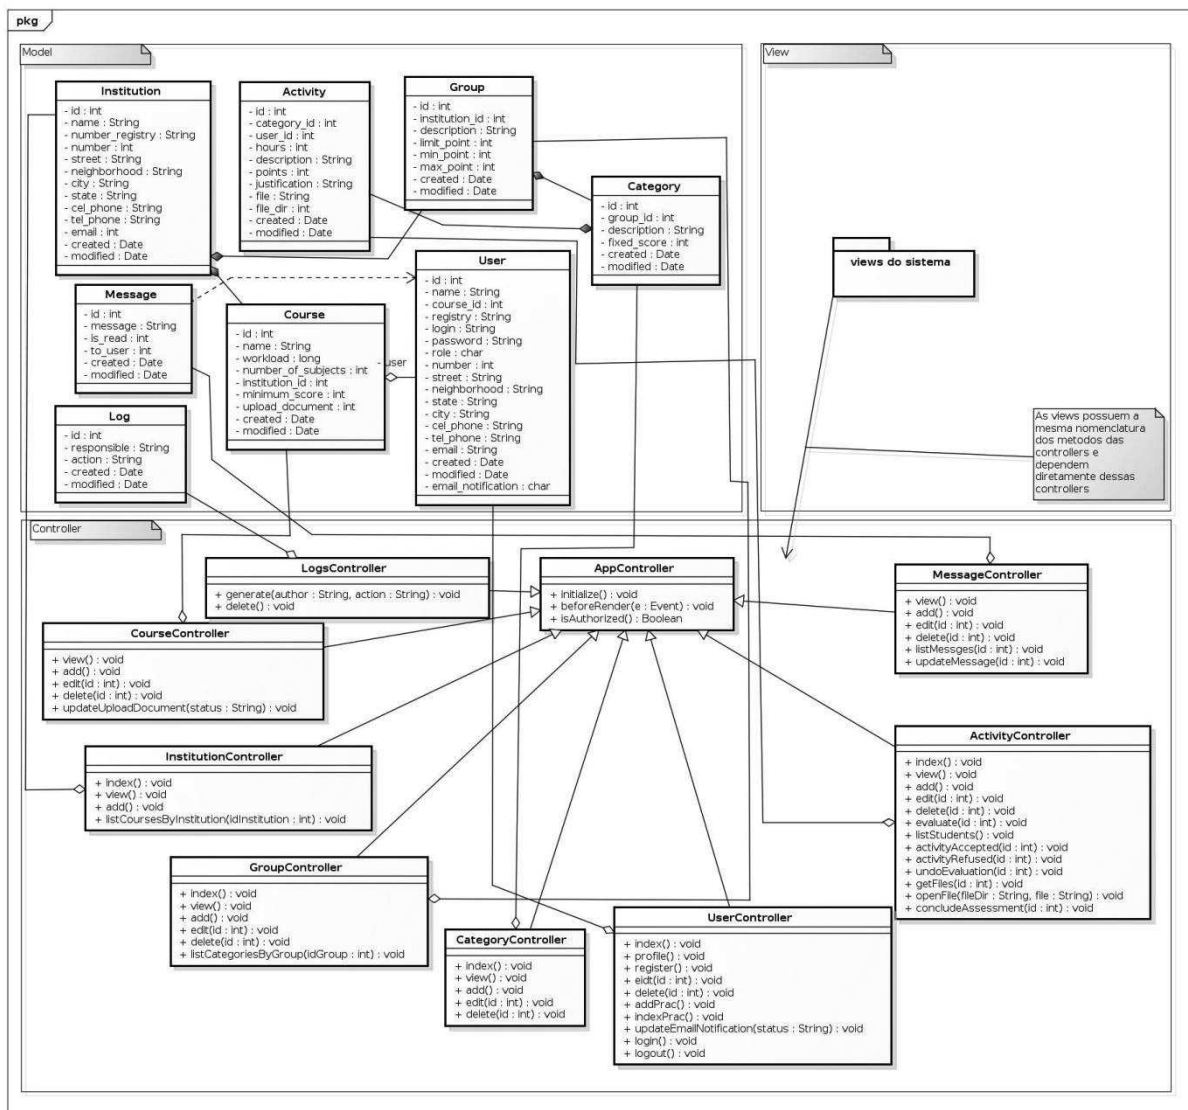 pkg
Model
Institution
- id : int
- name : String
- number_registry : String
- number : int
- street : String
- neighborhood : String
- city : String
- state : String
- cel_phone : String
- tel_phone : String
- email : int
- created : Date
- modified : Date
Activity
- id : int
- category_id : int
- user_id : int
- hours : int
- description : String
- points : int
- justification : String
- file : String
- file_dir : int
- created : Date
- modified : Date
Group
- id : int
- institution_id : int
- description : String
- limit_point : int
- min_point : int
- max_point : int
- created : Date
- modified : Date
Category
- id : int
- group_id : int
- description : String
- fixed_score : int
- created : Date
- modified : Date
Message
- id : int
- message : String
- is_read : int
- to_user : int
- created : Date
- modified : Date
Course
- id : int
- name : String
- workload : long
- number_of_subjects : int
- institution_id : int
- minimum_score : int
- upload_document : int
- created : Date
- modified : Date
- user
User
- id : int
- name : String
- course_id : int
- registry : String
- login : String
- password : String
- role : char
- number : int
- street : String
- neighborhood : String
- state : String
- city : String
- cel_phone : String
- tel_phone : String
- email : String
- created : Date
- modified : Date
- email_notification : char
Log
- id : int
- responsible : String
- action : String
- created : Date
- modified : Date
View
views do sistema
As views possuem a
mesma nomenclatura
dos metodos das
controllers e
dependem
diretamente dessas
controllers
Controller
LogsController
+ generate(author : String, action : String) : void
+ delete() : void
AppController
+ initialize() : void
+ beforeRender(e : Event) : void
+ isAuthorized() : Boolean
MessageController
+ view() : void
+ add() : void
+ edit(id : int) : void
+ delete(id : int) : void
+ listMessges(id : int) : void
+ updateMessage(id : int) : void
CourseController
+ view() : void
+ add() : void
+ edit(id : int) : void
+ delete(id : int) : void
+ updateUploadDocument(status : String) : void
InstitutionController
+ index() : void
+ view() : void
+ add() : void
+ listCoursesByInstitution(idInstitution : int) : void
ActivityController
+ index() : void
+ view() : void
+ add() : void
+ edit(id : int) : void
+ delete(id : int) : void
+ evaluate(id : int) : void
+ listStudents() : void
+ activityAccepted(id : int) : void
+ activityRefused(id : int) : void
+ undoEvaluation(id : int) : void
+ getFiles(id : int) : void
+ openFile(fileDir : String, file : String) : void
+ concludeAssessment(id : int) : void
GroupController
+ index() : void
+ view() : void
+ add() : void
+ edit(id : int) : void
+ delete(id : int) : void
+ listCategoriesByGroup(idGroup : int) : void
CategoryController
+ index() : void
+ view() : void
+ add() : void
+ edit(id : int) : void
+ delete(id : int) : void
UserController
+ index() : void
+ profile() : void
+ register() : void
+ eidt(id : int) : void
+ delete(id : int) : void
+ addPrac() : void
+ indexPrac() : void
+ updateEmailNotification(status : String) : void
+ login() : void
+ logout() : void